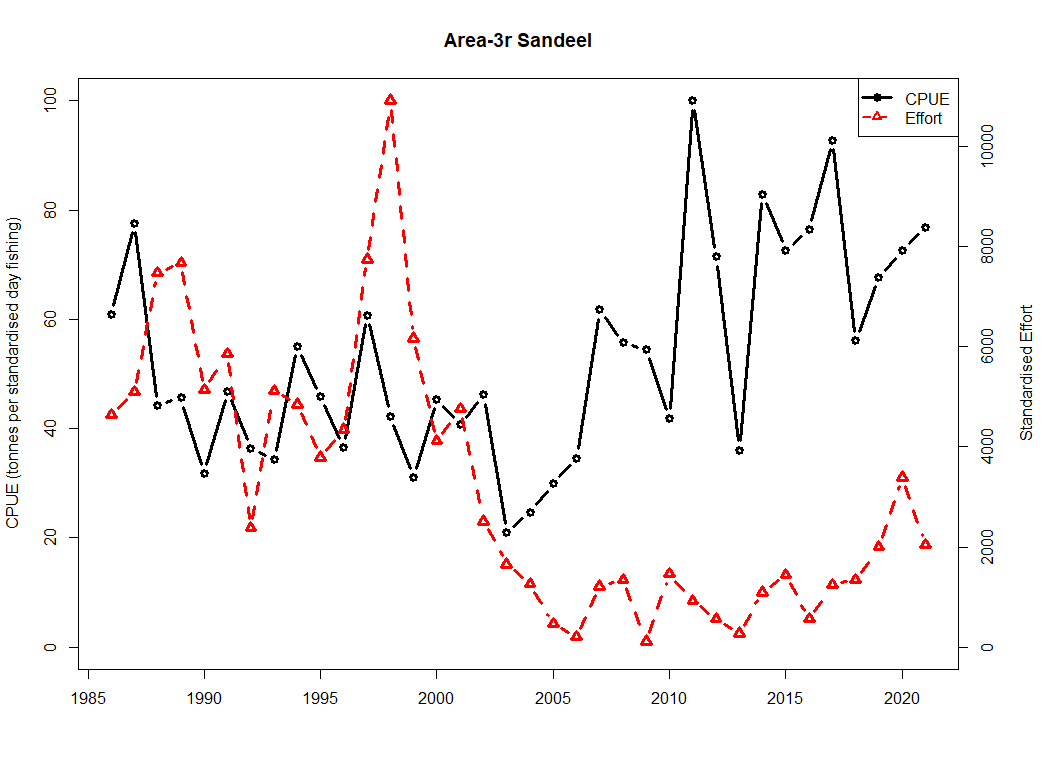 Area-3r Sandeel
CPUE
Effort
CPUE (tonnes per standardised day fishing)
0
20
40
60
80
100
Standardised Effort
0
2000
4000
6000
8000
10000
1985 1990 1995 2000 2005 2010 2015 2020